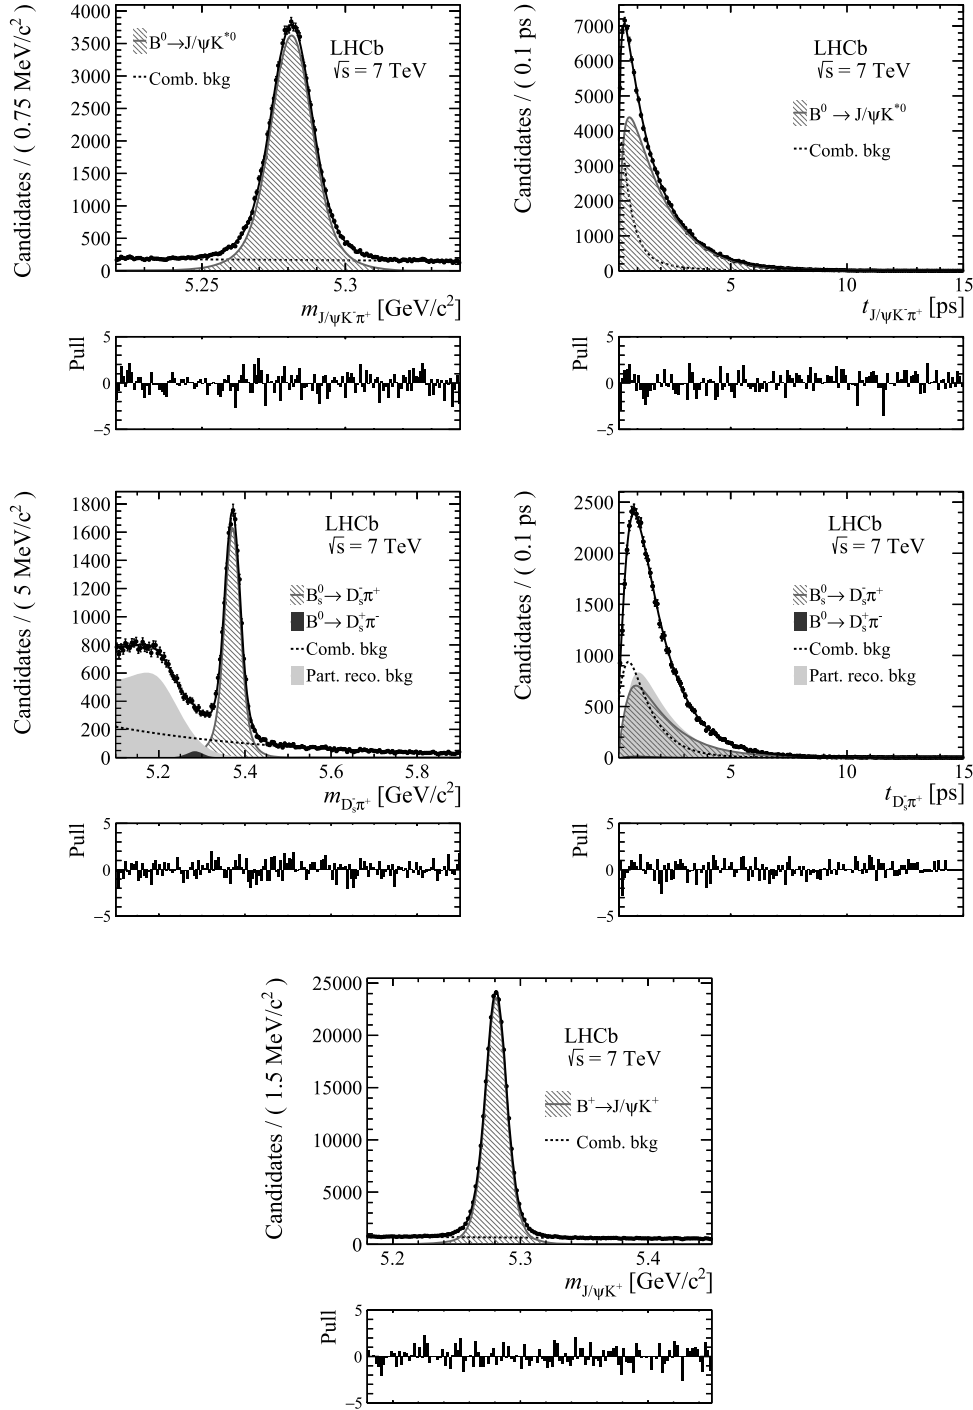 Candidates / ( 0.75 MeV/c² )
4000
3500
3000
2500
2000
1500
1000
500
0
B⁰→J/ψK*⁰
Comb. bkg
LHCb
√s = 7 TeV
5.25 5.3
m_J/ψK⁻π⁺ [GeV/c²]
Pull
5
0
−5
Candidates / ( 0.1 ps )
7000
6000
5000
4000
3000
2000
1000
0
LHCb
√s = 7 TeV
B⁰ → J/ψK*⁰
Comb. bkg
5 10 15
t_J/ψK⁻π⁺ [ps]
Pull
5
0
−5
Candidates / ( 5 MeV/c² )
1800
1600
1400
1200
1000
800
600
400
200
0
LHCb
√s = 7 TeV
B⁰ₛ→ D⁻ₛπ⁺
B⁰→ D⁺ₛπ⁻
Comb. bkg
Part. reco. bkg
5.2 5.4 5.6 5.8
m_D⁻ₛπ⁺ [GeV/c²]
Pull
5
0
−5
Candidates / ( 0.1 ps )
2500
2000
1500
1000
500
0
LHCb
√s = 7 TeV
B⁰ₛ→ D⁻ₛπ⁺
B⁰→ D⁺ₛπ⁻
Comb. bkg
Part. reco. bkg
5 10 15
t_D⁻ₛπ⁺ [ps]
Pull
5
0
−5
Candidates / ( 1.5 MeV/c² )
25000
20000
15000
10000
5000
0
LHCb
√s = 7 TeV
B⁺→J/ψK⁺
Comb. bkg
5.2 5.3 5.4
m_J/ψK⁺ [GeV/c²]
Pull
5
0
−5